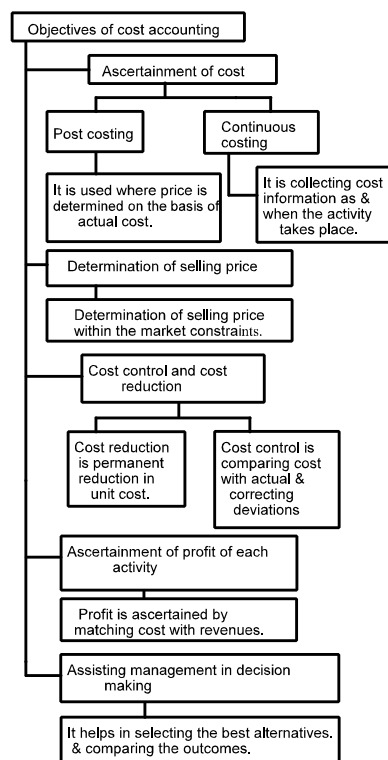 Objectives of cost accounting
Ascertainment of cost
Post costing
Continuous
costing
It is used where price is
determined on the basis of
actual cost.
It is collecting cost
information as &
when the activity
takes place.
Determination of selling price
Determination of selling price
within the market constraints.
Cost control and cost
reduction
Cost reduction
is permanent
reduction in
unit cost.
Cost control is
comparing cost
with actual &
correcting
deviations
Ascertainment of profit of each
activity
Profit is ascertained by
matching cost with revenues.
Assisting management in decision
making
It helps in selecting the best alternatives.
& comparing the outcomes.